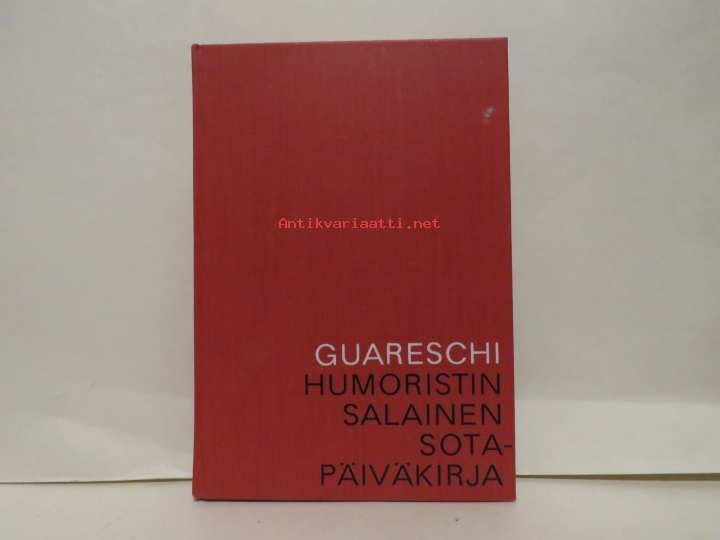 Antikvariaatti.net
GUARESCHI
HUMORISTIN
SALAINEN
SOTA-
PÄIVÄKIRJA